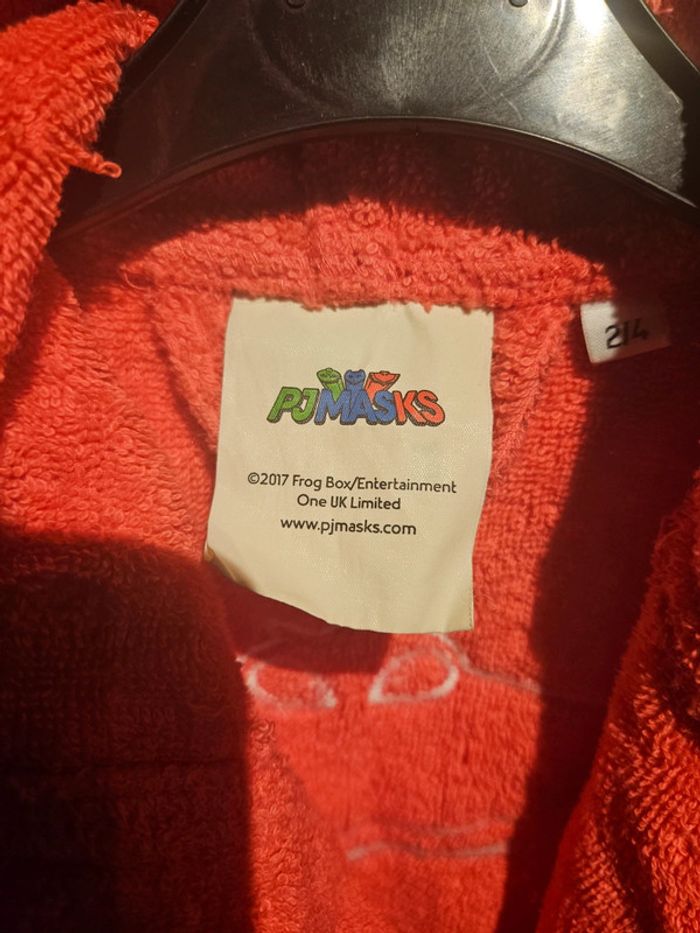 2/4
PJMASKS
©2017 Frog Box/Entertainment
One UK Limited
www.pjmasks.com